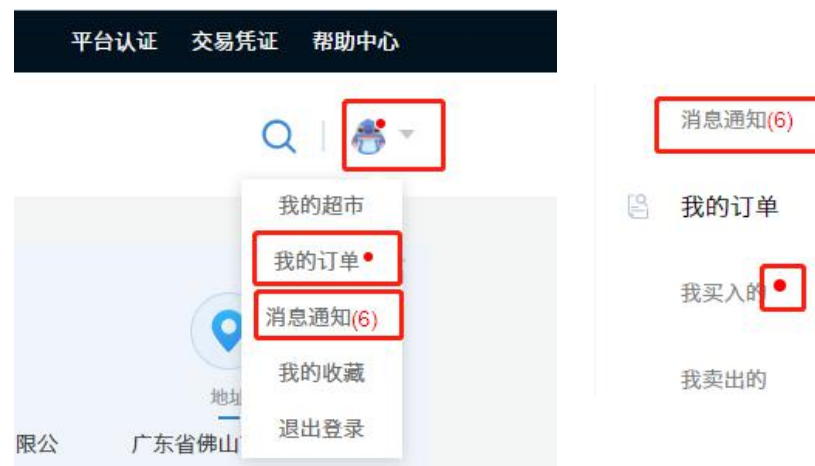 平台认证 交易凭证 帮助中心
我的超市
我的订单
消息通知(6)
我的收藏
退出登录
地址
限公
广东省佛山
消息通知(6)
我的订单
我买入的
我卖出的